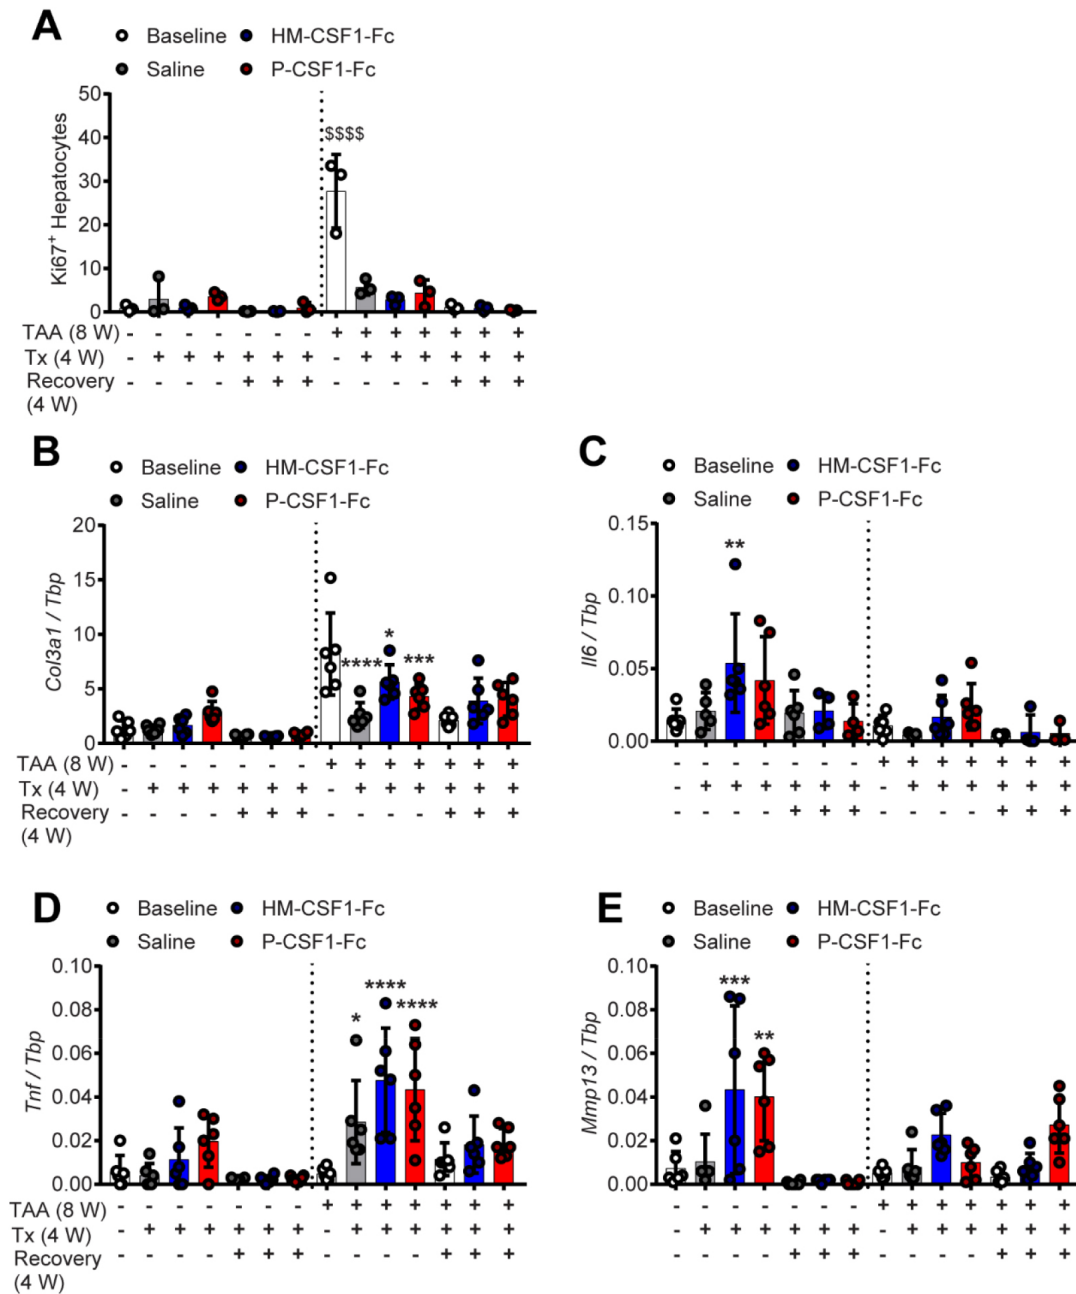 A
Baseline HM-CSF1-Fc
Saline P-CSF1-Fc
Ki67+ Hepatocytes
50
40
30
20
10
0
$$$$
TAA (8 W) - - - - - - - + + + + + + +
Tx (4 W) - + + + + + + - + + + + + +
Recovery - - - - + + + - - - - + + +
(4 W)
B
Baseline HM-CSF1-Fc
Saline P-CSF1-Fc
Col3a1 / Tbp
20
15
10
5
0
**** * ***
TAA (8 W) - - - - - - - + + + + + + +
Tx (4 W) - + + + + + + - + + + + + +
Recovery - - - - + + + - - - - + + +
(4 W)
C
Baseline HM-CSF1-Fc
Saline P-CSF1-Fc
Il6 / Tbp
0.15
0.10
0.05
0.00
**
- - - - - - - + + + + + + +
- + + + + + + - + + + + + +
- - - - + + + - - - - + + +
D
Baseline HM-CSF1-Fc
Saline P-CSF1-Fc
Tnf / Tbp
0.10
0.08
0.06
0.04
0.02
0.00
* **** ****
TAA (8 W) - - - - - - - + + + + + + +
Tx (4 W) - + + + + + + - + + + + + +
Recovery - - - - + + + - - - - + + +
(4 W)
E
Baseline HM-CSF1-Fc
Saline P-CSF1-Fc
Mmp13 / Tbp
0.10
0.08
0.06
0.04
0.02
0.00
*** **
- - - - - - - + + + + + + +
- + + + + + + - + + + + + +
- - - - + + + - - - - + + +